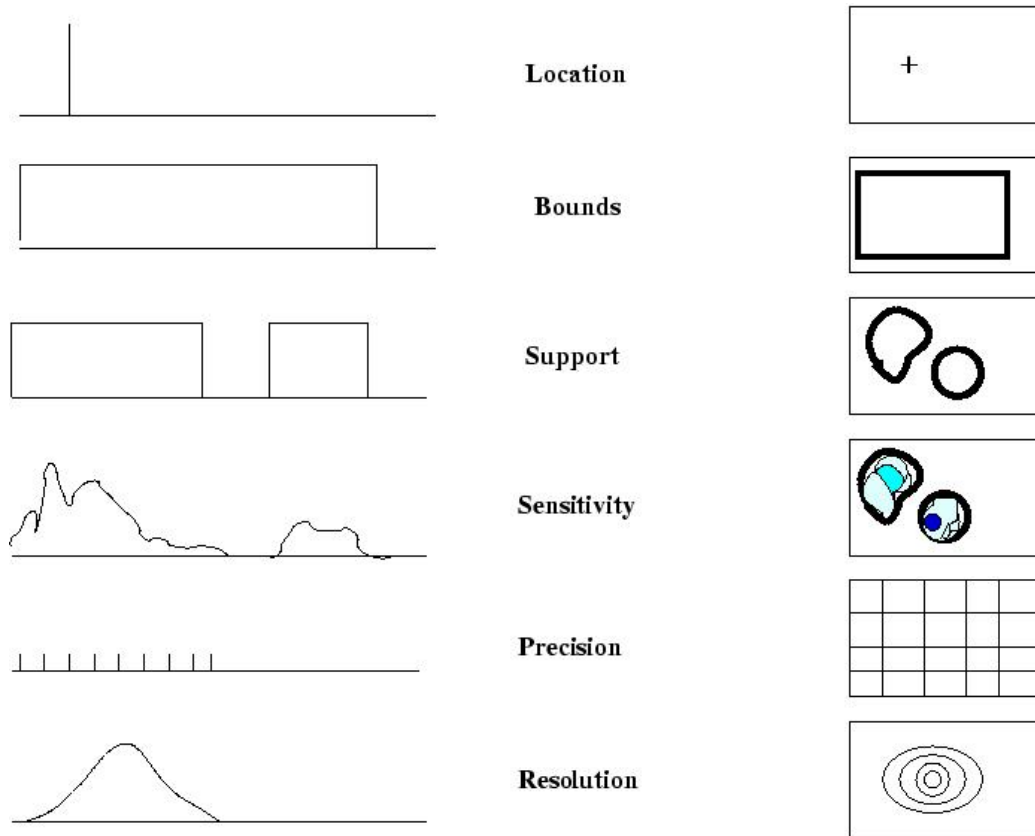 Location
Bounds
Support
Sensitivity
Precision
Resolution